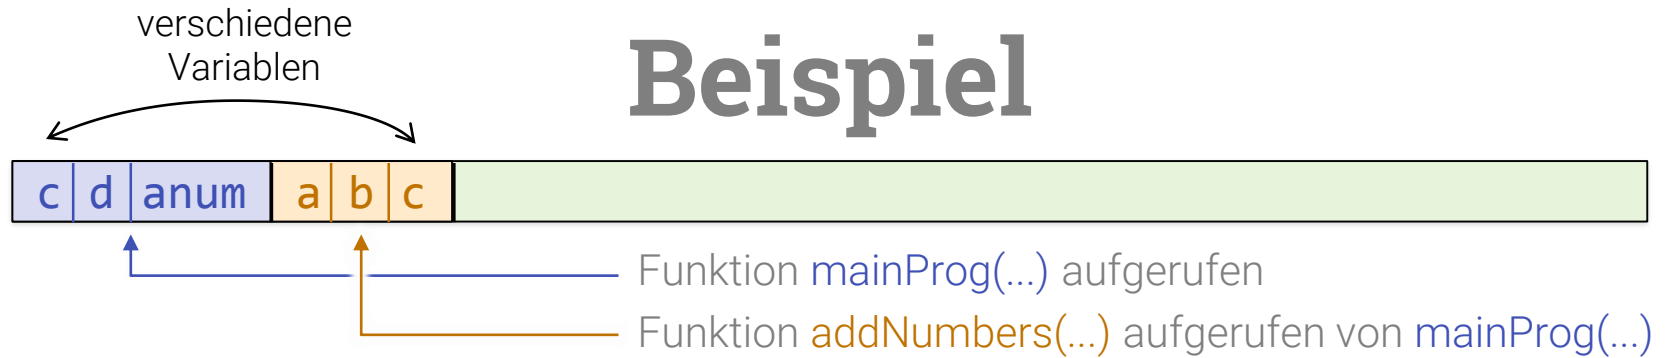 verschiedene
Variablen
Beispiel
c d anum a b c
Funktion mainProg(...) aufgerufen
Funktion addNumbers(...) aufgerufen von mainProg(...)